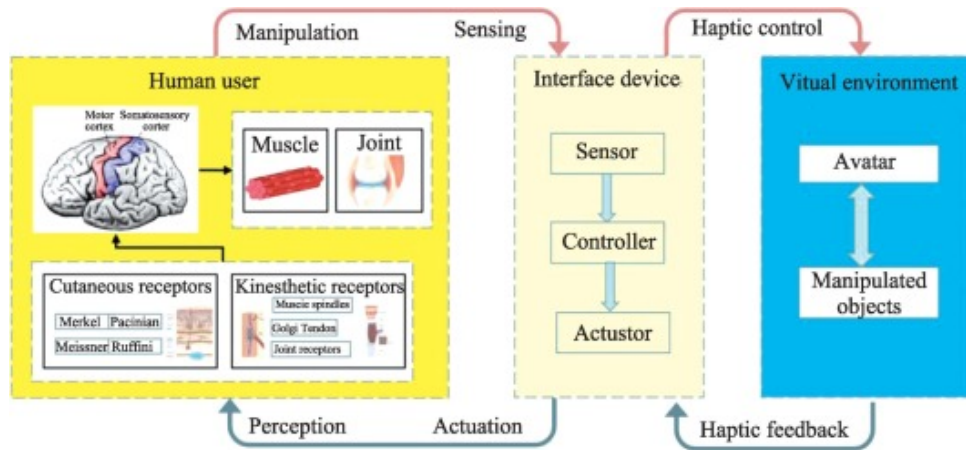 Manipulation
Sensing
Haptic control
Human user
Motor Somatosensory
cortex corter
Muscle
Joint
Cutaneous receptors
Merkel Pacinian
Meissner Ruffini
Kinesthetic receptors
Muscie spindles
Golgi Tendon
Joint receptors
Interface device
Sensor
Controller
Actustor
Vitual environment
Avatar
Manipulated
objects
Perception
Actuation
Haptic feedback